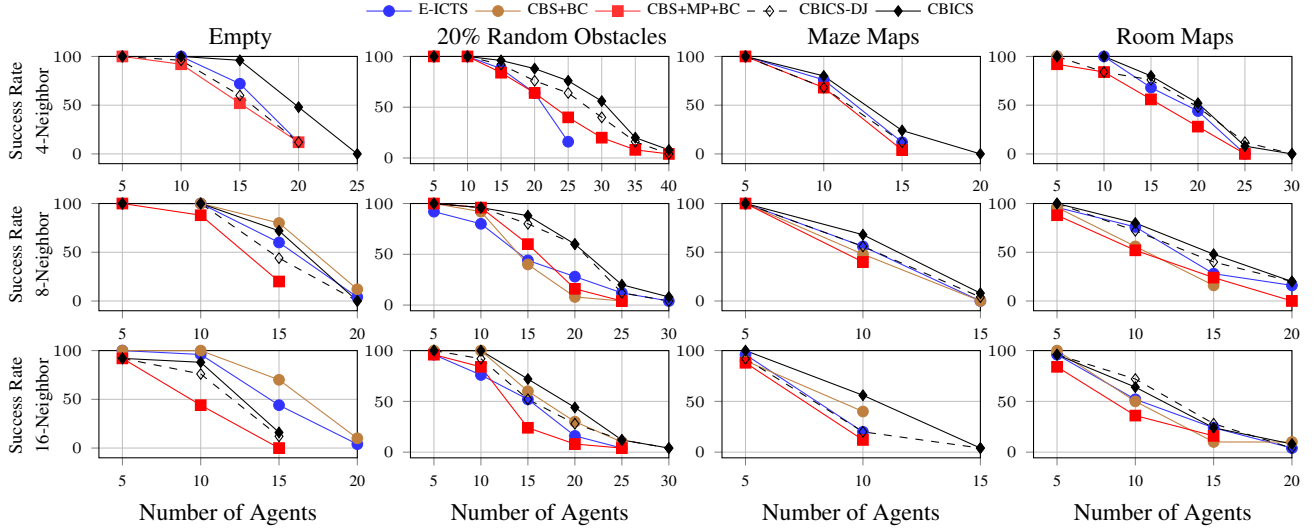 E-ICTS CBS+BC CBS+MP+BC CBICS-DJ CBICS
Empty 20% Random Obstacles Maze Maps Room Maps
Success Rate
4-Neighbor
100 50 0
5 10 15 20 25
100 50 0
5 10 15 20 25 30 35 40
100 50 0
5 10 15 20
100 50 0
5 10 15 20 25 30
Success Rate
8-Neighbor
100 50 0
5 10 15 20
100 50 0
5 10 15 20 25 30
100 50 0
5 10 15
100 50 0
5 10 15 20
Success Rate
16-Neighbor
100 50 0
5 10 15 20
100 50 0
5 10 15 20 25 30
100 50 0
5 10 15
100 50 0
5 10 15 20
Number of Agents Number of Agents Number of Agents Number of Agents